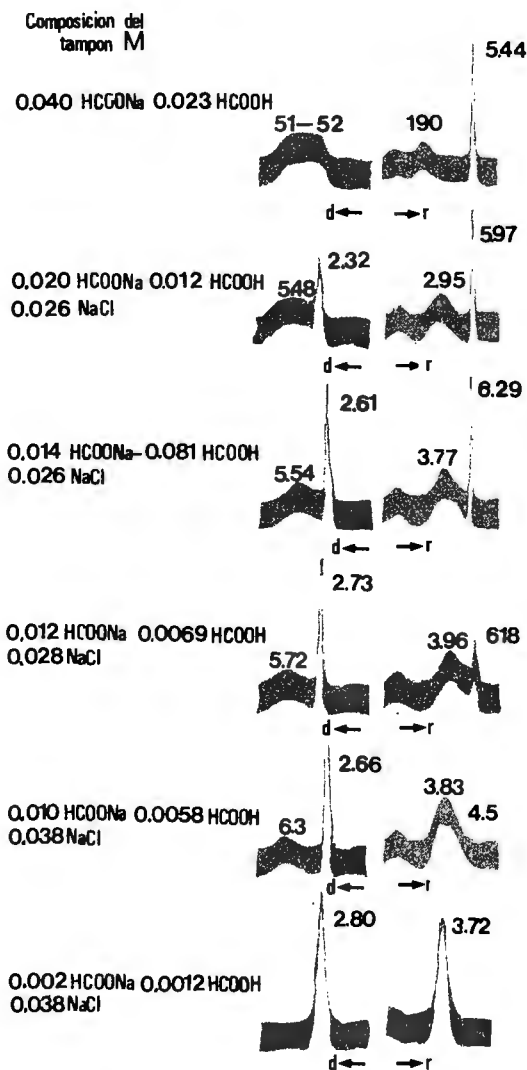 Composicion del
tampon M
0.040 HCOONa 0.023 HCOOH
51-52
190
5.44
d ← → r
0.020 HCOONa 0.012 HCOOH
0.026 NaCl
548
2.32
2.95
5.97
d ← → r
0.014 HCOONa-0.081 HCOOH
0.026 NaCl
5.54
2.61
3.77
6.29
d ← → r
0.012 HCOONa 0.0069 HCOOH
0.028 NaCl
5.72
2.73
3.96
618
d ← → r
0.010 HCOONa 0.0058 HCOOH
0.038 NaCl
6.3
2.66
3.83
4.5
d ← → r
0.002 HCOONa 0.0012 HCOOH
0.038 NaCl
2.80
3.72
d ← → r